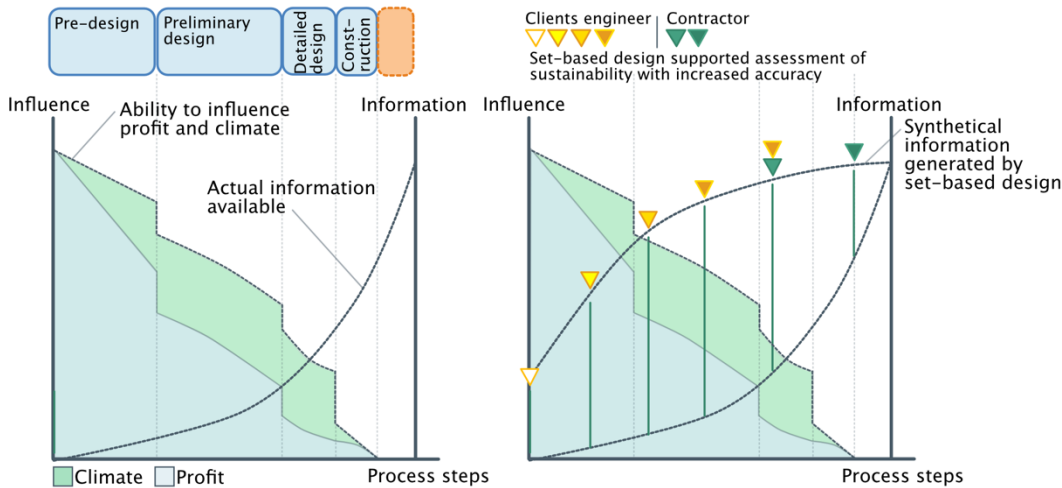 Pre-design
Preliminary
design
Detailed
design
Const-
ruction
Influence
Information
Ability to influence
profit and climate
Actual information
available
Climate
Profit
Process steps
Clients engineer
Contractor
Set-based design supported assessment of
sustainability with increased accuracy
Influence
Information
Synthetical
information
generated by
set-based design
Process steps